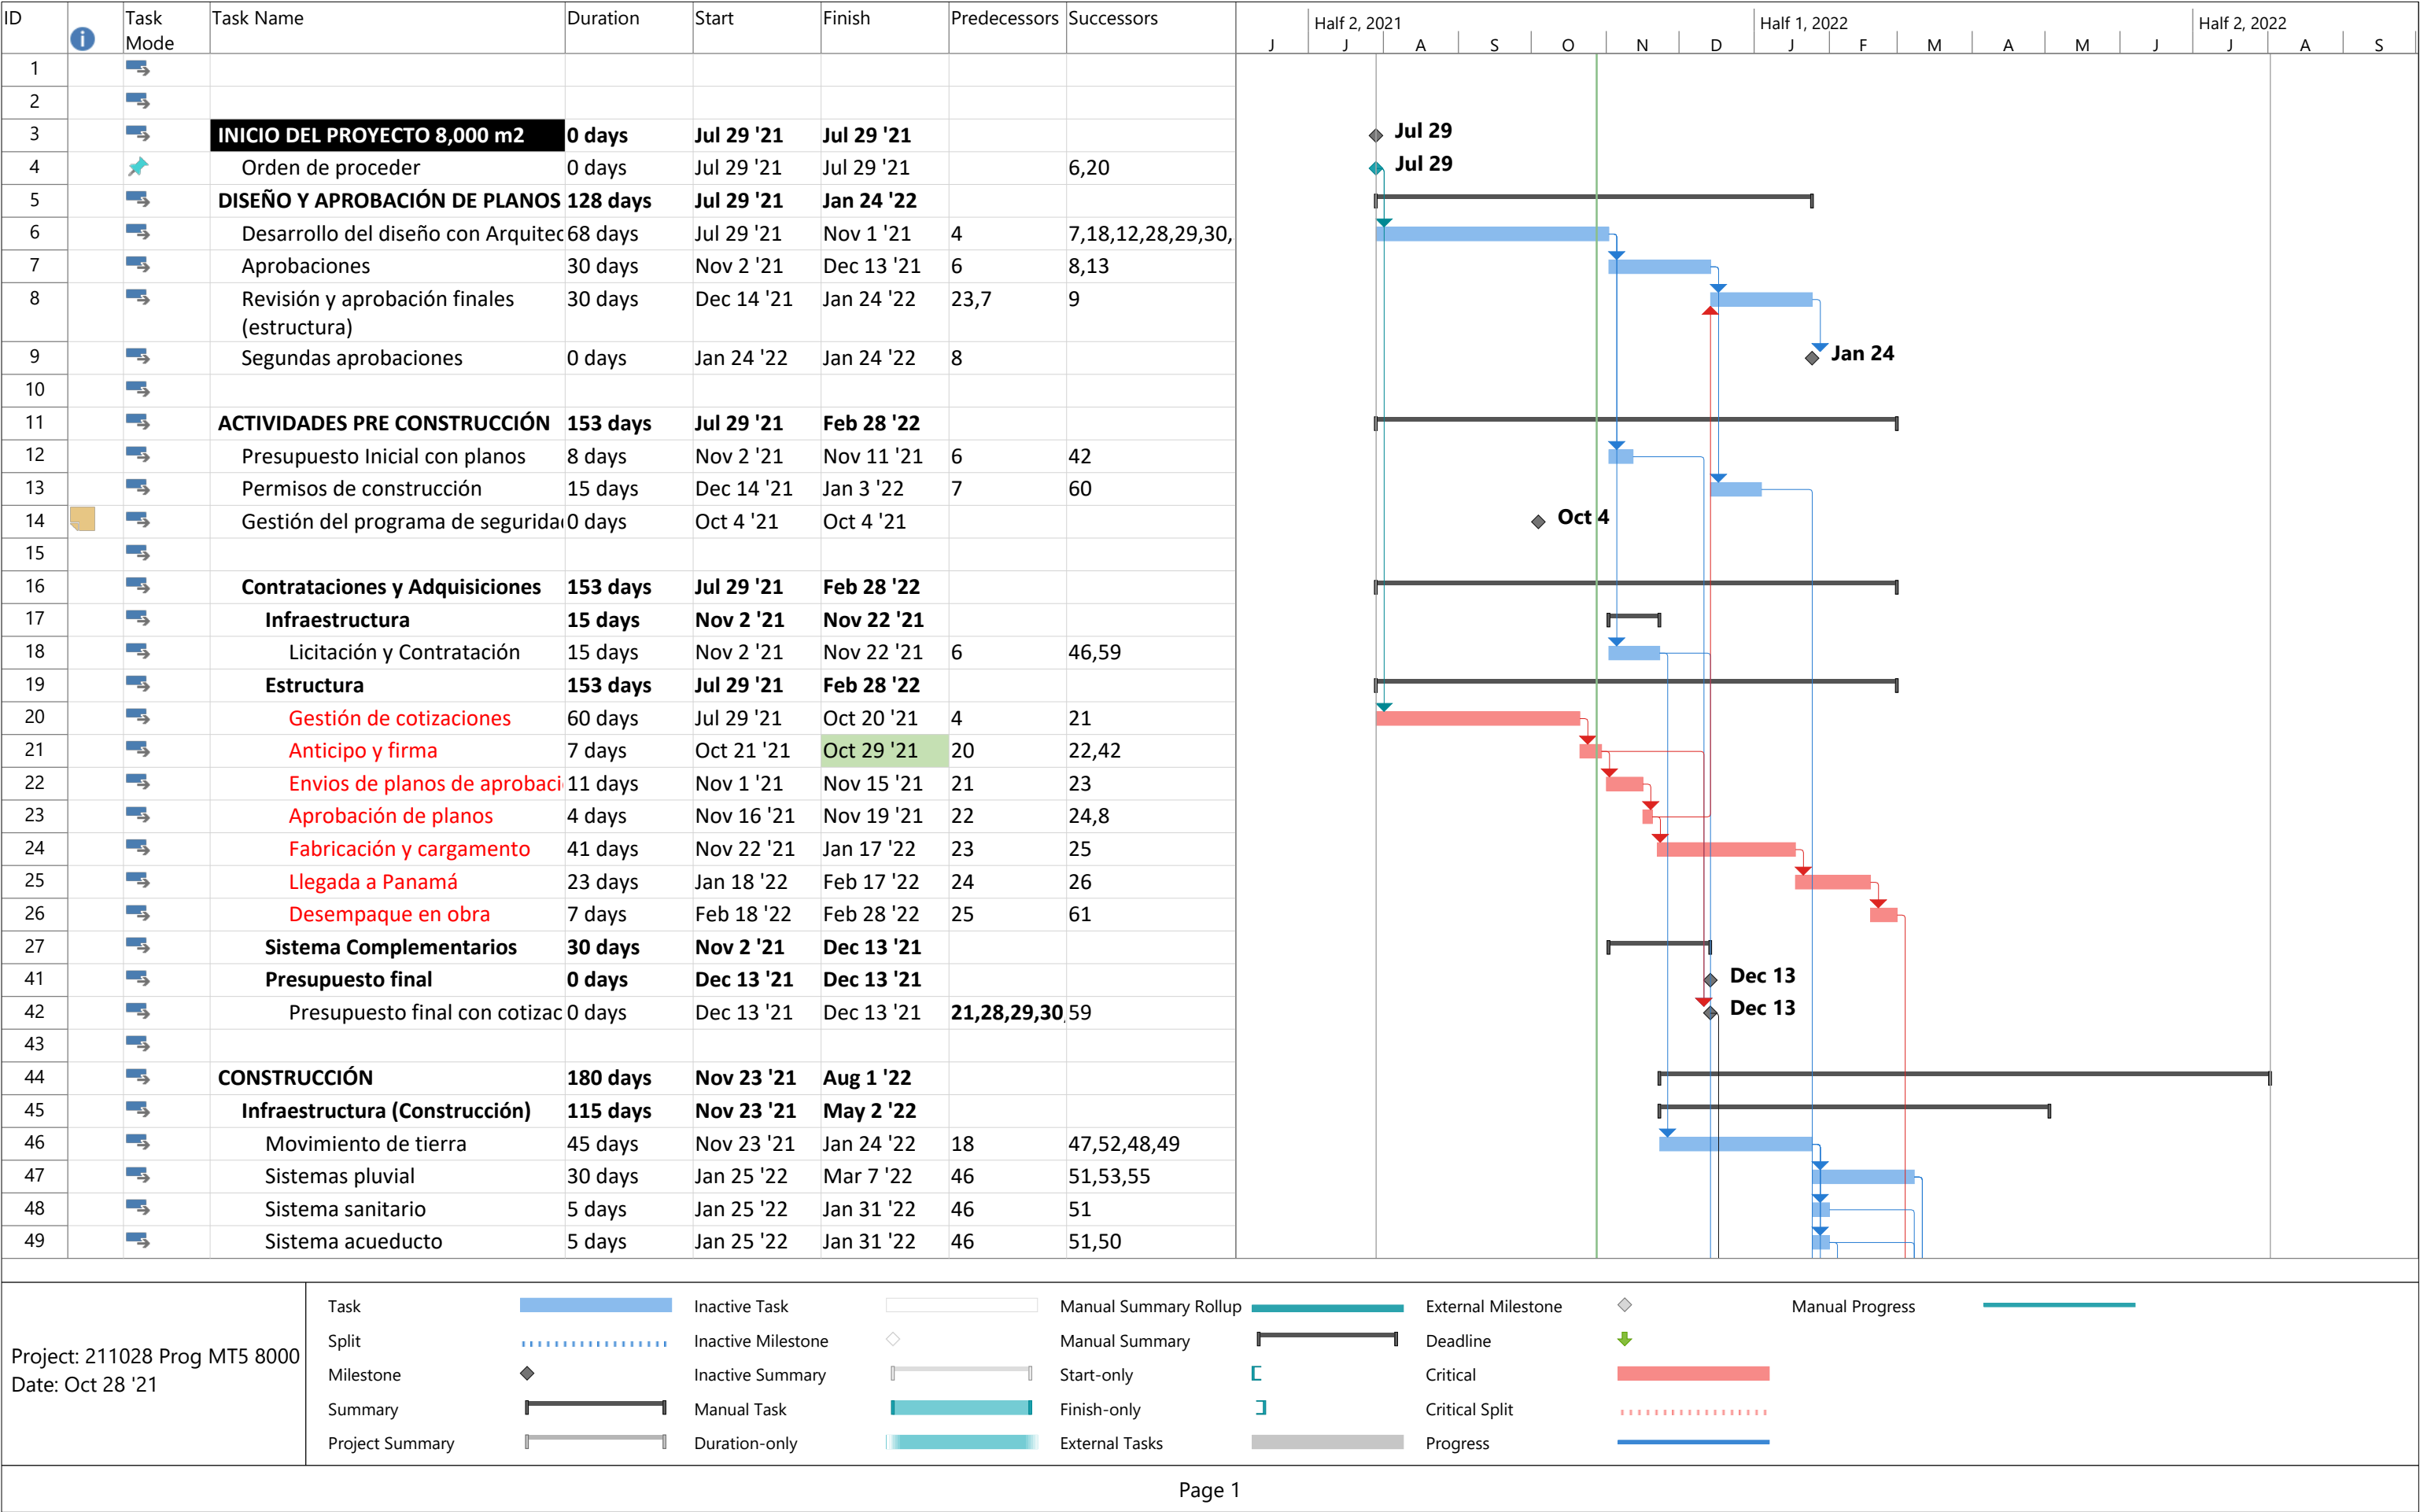 ID Task Mode Task Name Duration Start Finish Predecessors Successors
Half 2, 2021 Half 1, 2022 Half 2, 2022
J J A S O N D J F M A M J J A S
1
2
3 INICIO DEL PROYECTO 8,000 m2 0 days Jul 29 '21 Jul 29 '21 Jul 29
4 Orden de proceder 0 days Jul 29 '21 Jul 29 '21 6,20 Jul 29
5 DISEÑO Y APROBACIÓN DE PLANOS 128 days Jul 29 '21 Jan 24 '22
6 Desarrollo del diseño con Arquitec 68 days Jul 29 '21 Nov 1 '21 4 7,18,12,28,29,30,
7 Aprobaciones 30 days Nov 2 '21 Dec 13 '21 6 8,13
8 Revisión y aprobación finales (estructura) 30 days Dec 14 '21 Jan 24 '22 23,7 9
9 Segundas aprobaciones 0 days Jan 24 '22 Jan 24 '22 8 Jan 24
10
11 ACTIVIDADES PRE CONSTRUCCIÓN 153 days Jul 29 '21 Feb 28 '22
12 Presupuesto Inicial con planos 8 days Nov 2 '21 Nov 11 '21 6 42
13 Permisos de construcción 15 days Dec 14 '21 Jan 3 '22 7 60
14 Gestión del programa de segurida 0 days Oct 4 '21 Oct 4 '21 Oct 4
15
16 Contrataciones y Adquisiciones 153 days Jul 29 '21 Feb 28 '22
17 Infraestructura 15 days Nov 2 '21 Nov 22 '21
18 Licitación y Contratación 15 days Nov 2 '21 Nov 22 '21 6 46,59
19 Estructura 153 days Jul 29 '21 Feb 28 '22
20 Gestión de cotizaciones 60 days Jul 29 '21 Oct 20 '21 4 21
21 Anticipo y firma 7 days Oct 21 '21 Oct 29 '21 20 22,42
22 Envios de planos de aprobaci 11 days Nov 1 '21 Nov 15 '21 21 23
23 Aprobación de planos 4 days Nov 16 '21 Nov 19 '21 22 24,8
24 Fabricación y cargamento 41 days Nov 22 '21 Jan 17 '22 23 25
25 Llegada a Panamá 23 days Jan 18 '22 Feb 17 '22 24 26
26 Desempaque en obra 7 days Feb 18 '22 Feb 28 '22 25 61
27 Sistema Complementarios 30 days Nov 2 '21 Dec 13 '21
41 Presupuesto final 0 days Dec 13 '21 Dec 13 '21 Dec 13
42 Presupuesto final con cotizac 0 days Dec 13 '21 Dec 13 '21 21,28,29,30 59 Dec 13
43
44 CONSTRUCCIÓN 180 days Nov 23 '21 Aug 1 '22
45 Infraestructura (Construcción) 115 days Nov 23 '21 May 2 '22
46 Movimiento de tierra 45 days Nov 23 '21 Jan 24 '22 18 47,52,48,49
47 Sistemas pluvial 30 days Jan 25 '22 Mar 7 '22 46 51,53,55
48 Sistema sanitario 5 days Jan 25 '22 Jan 31 '22 46 51
49 Sistema acueducto 5 days Jan 25 '22 Jan 31 '22 46 51,50
Project: 211028 Prog MT5 8000
Date: Oct 28 '21
Task Inactive Task Manual Summary Rollup External Milestone Manual Progress
Split Inactive Milestone Manual Summary Deadline
Milestone Inactive Summary Start-only Critical
Summary Manual Task Finish-only Critical Split
Project Summary Duration-only External Tasks Progress
Page 1